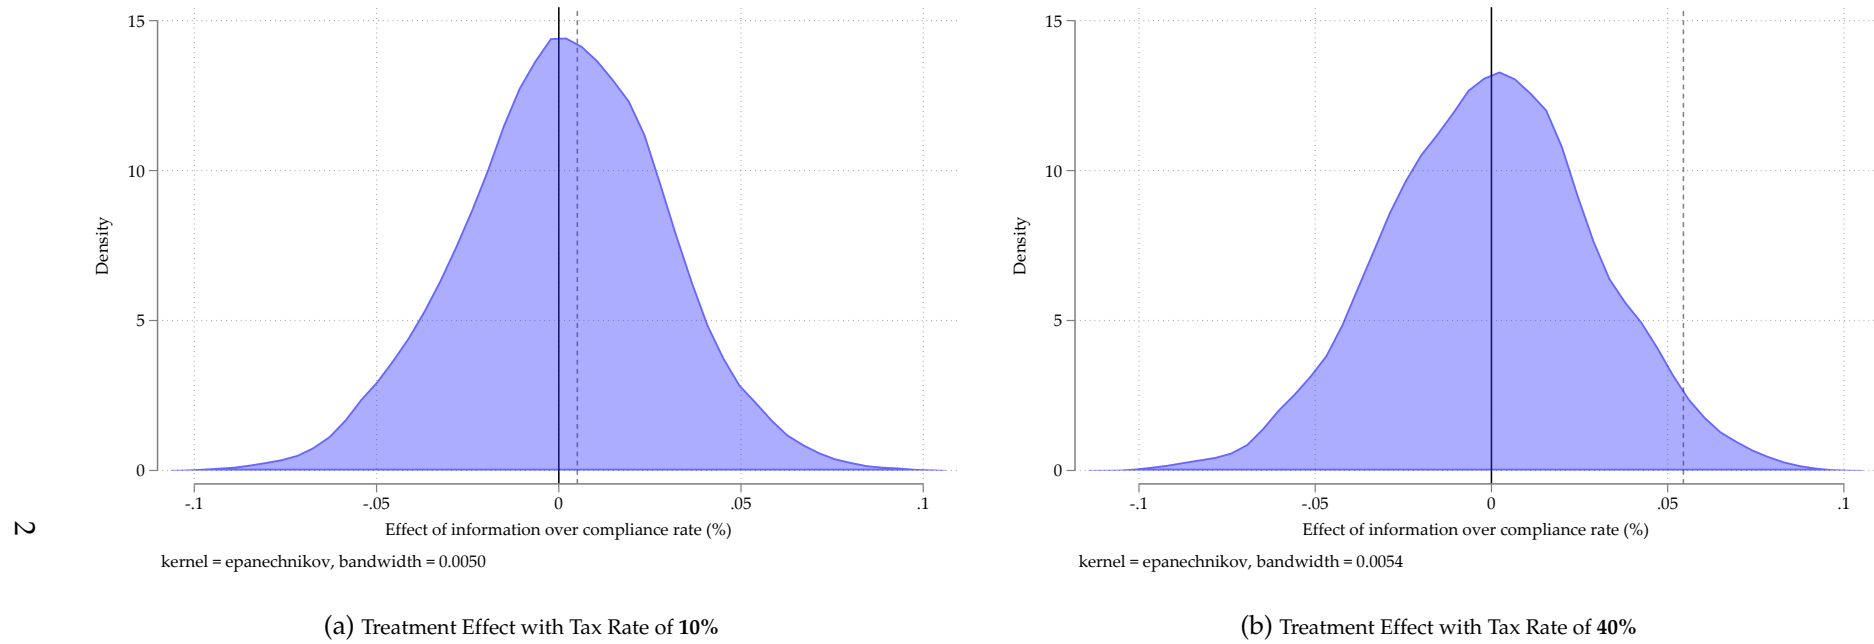 15
10
5
0
Density
-.1 -.05 0 .05 .1
Effect of information over compliance rate (%)
kernel = epanechnikov, bandwidth = 0.0050
(a) Treatment Effect with Tax Rate of 10%
15
10
5
0
Density
-.1 -.05 0 .05 .1
Effect of information over compliance rate (%)
kernel = epanechnikov, bandwidth = 0.0054
(b) Treatment Effect with Tax Rate of 40%
2